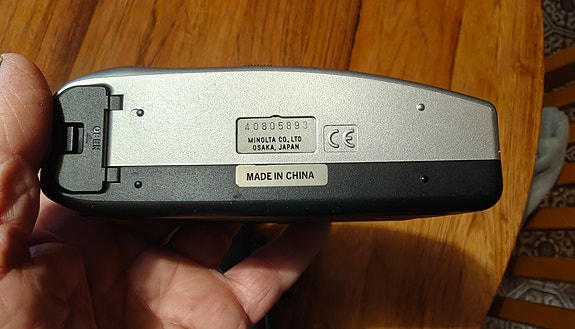 OPEN
40805893
MINOLTA CO., LTD.
OSAKA, JAPAN
CE
MADE IN CHINA